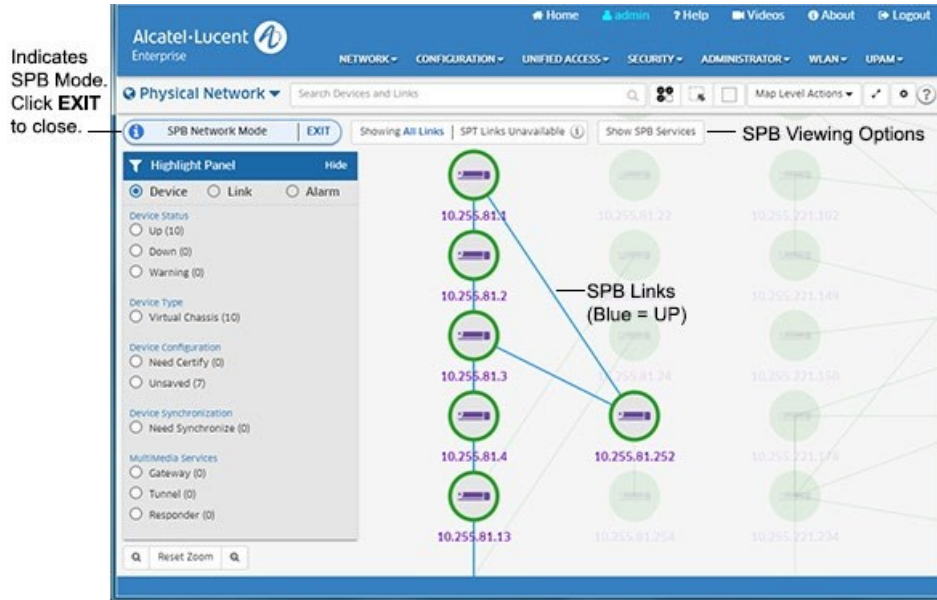 Home admin ? Help Videos About Logout
Alcatel·Lucent
Enterprise
NETWORK CONFIGURATION UNIFIED ACCESS SECURITY ADMINISTRATOR WLAN UPAM
Indicates
SPB Mode.
Click EXIT
to close.
Physical Network Search Devices and Links Map Level Actions ?
SPB Network Mode EXIT Showing All Links | SPT Links Unavailable Show SPB Services
SPB Viewing Options
Highlight Panel Hide
Device Link Alarm
Device Status
Up (10)
Down (0)
Warning (0)
Device Type
Virtual Chassis (10)
Device Configuration
Need Certify (0)
Unsaved (7)
Device Synchronization
Need Synchronize (0)
MultiMedia Services
Gateway (0)
Tunnel (0)
Responder (0)
Reset Zoom
10.255.81.1 10.255.81.22 10.255.221.102
10.255.81.2 10.255.221.149
SPB Links
(Blue = UP)
10.255.81.3 10.255.81.24 10.255.221.150
10.255.81.4 10.255.81.252 10.255.221.174
10.255.81.13 10.255.81.254 10.255.221.234